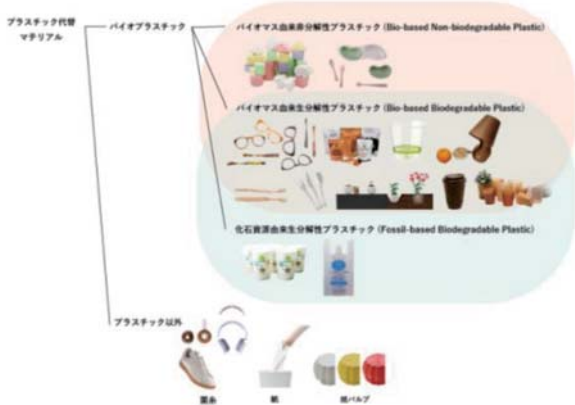 プラスチック代替
マテリアル
バイオプラスチック
バイオマス由来非分解性プラスチック (Bio-based Non-biodegradable Plastic)
バイオマス由来生分解性プラスチック (Bio-based Biodegradable Plastic)
化石資源由来生分解性プラスチック (Fossil-based Biodegradable Plastic)
プラスチック以外
菌糸
紙
紙パルプ